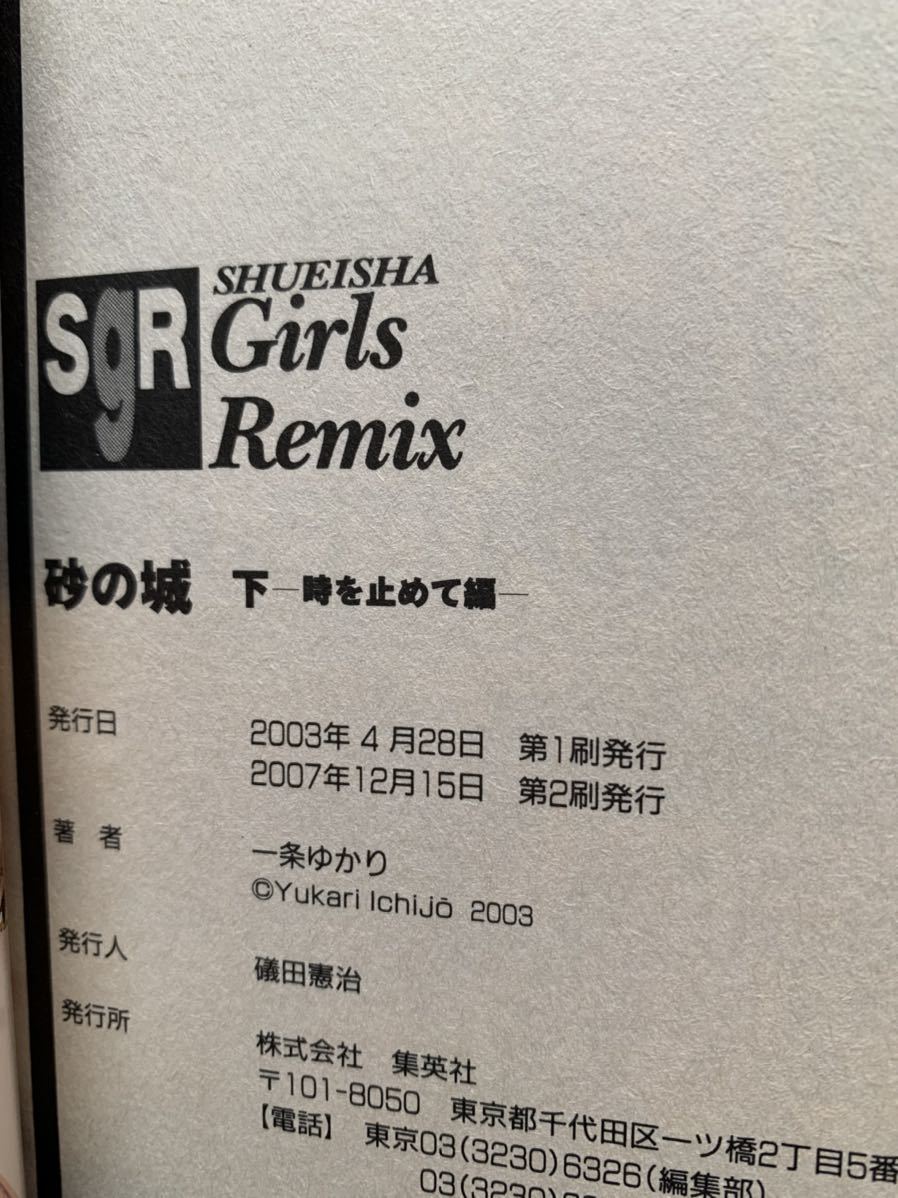 SgR
SHUEISHA
Girls
Remix
砂の城 下―時を止めて編―
発行日 2003年4月28日 第1刷発行
2007年12月15日 第2刷発行
著 者 一条ゆかり
©Yukari Ichijō 2003
発行人 礒田憲治
発行所 株式会社 集英社
〒101-8050 東京都千代田区一ツ橋2丁目5番
【電話】 東京03(3230)6326(編集部)
03(3230)